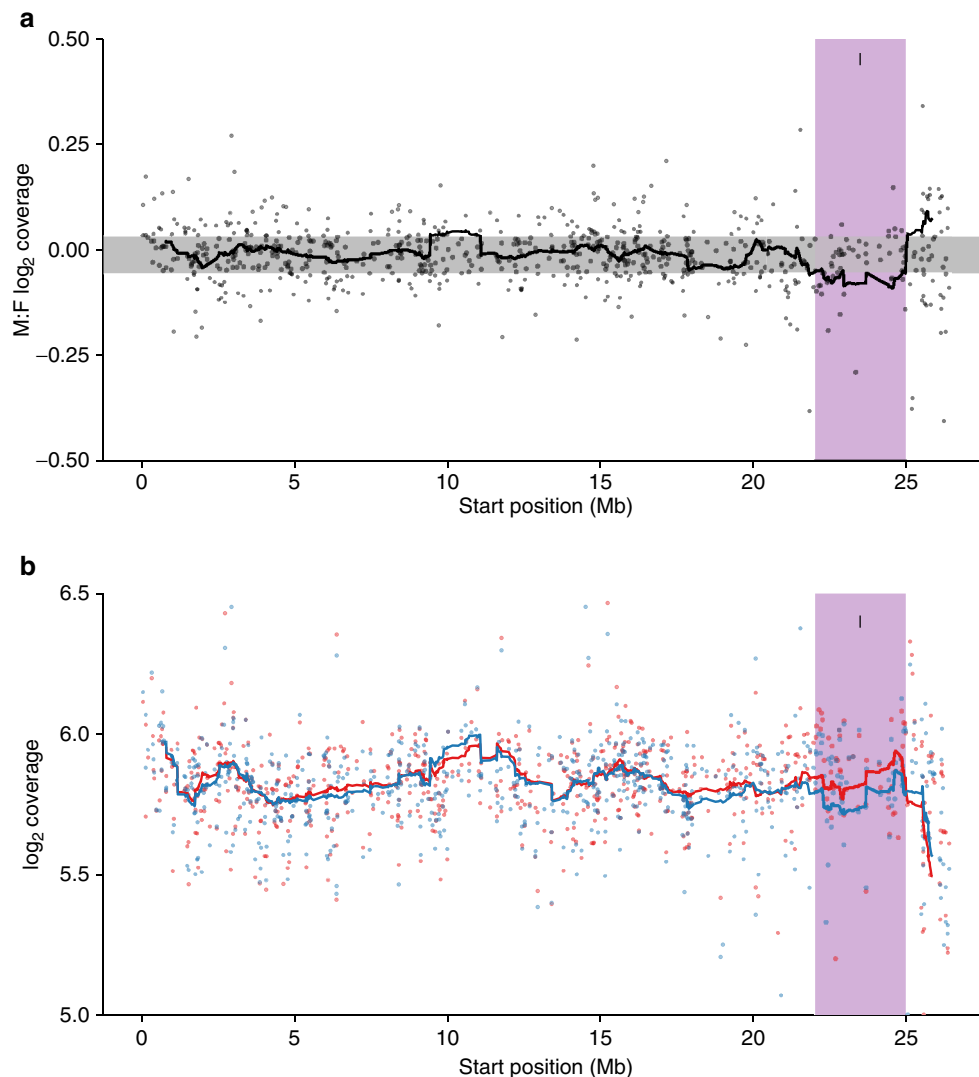 a
0.50
0.25
0.00
−0.25
−0.50
M:F log2 coverage
I
0 5 10 15 20 25
Start position (Mb)
b
6.5
6.0
5.5
5.0
log2 coverage
I
0 5 10 15 20 25
Start position (Mb)